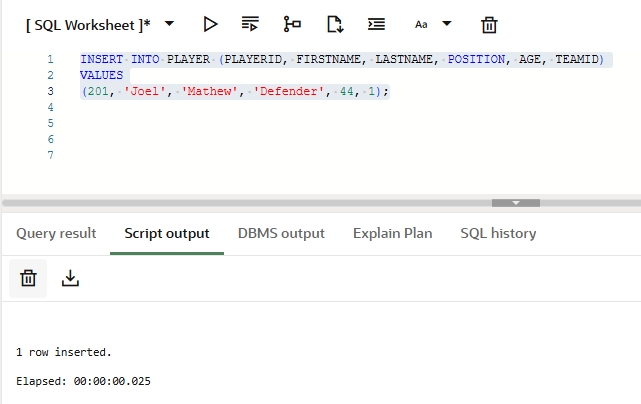 [ SQL Worksheet ]*
Aa
1 INSERT INTO PLAYER (PLAYERID, FIRSTNAME, LASTNAME, POSITION, AGE, TEAMID)
2 VALUES
3 (201, 'Joel', 'Mathew', 'Defender', 44, 1);
4
5
6
7
Query result Script output DBMS output Explain Plan SQL history
1 row inserted.
Elapsed: 00:00:00.025